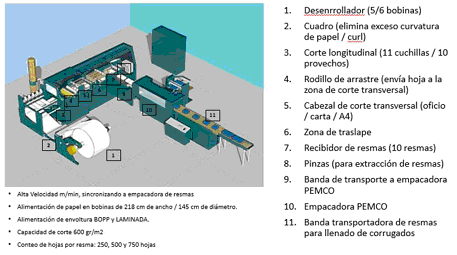 1. Desenrrollador (5/6 bobinas)
2. Cuadro (elimina exceso curvatura
de papel / curl)
3. Corte longitudinal (11 cuchillas / 10
provechos)
4. Rodillo de arrastre (envía hoja a la
zona de corte transversal)
5. Cabezal de corte transversal (oficio
/ carta / A4)
6. Zona de traslape
7. Recibidor de resmas (10 resmas)
8. Pinzas (para extracción de resmas)
9. Banda de transporte a empacadora
PEMCO
10. Empacadora PEMCO
11. Banda transportadora de resmas
para llenado de corrugados
11
10
2
1
• Alta Velocidad m/min, sincronizando a empacadora de resmas
• Alimentación de papel en bobinas de 218 cm de ancho / 145 cm de diámetro.
• Alimentación de envoltura BOPP y LAMINADA.
• Capacidad de corte 600 gr/m2
• Conteo de hojas por resma: 250, 500 y 750 hojas